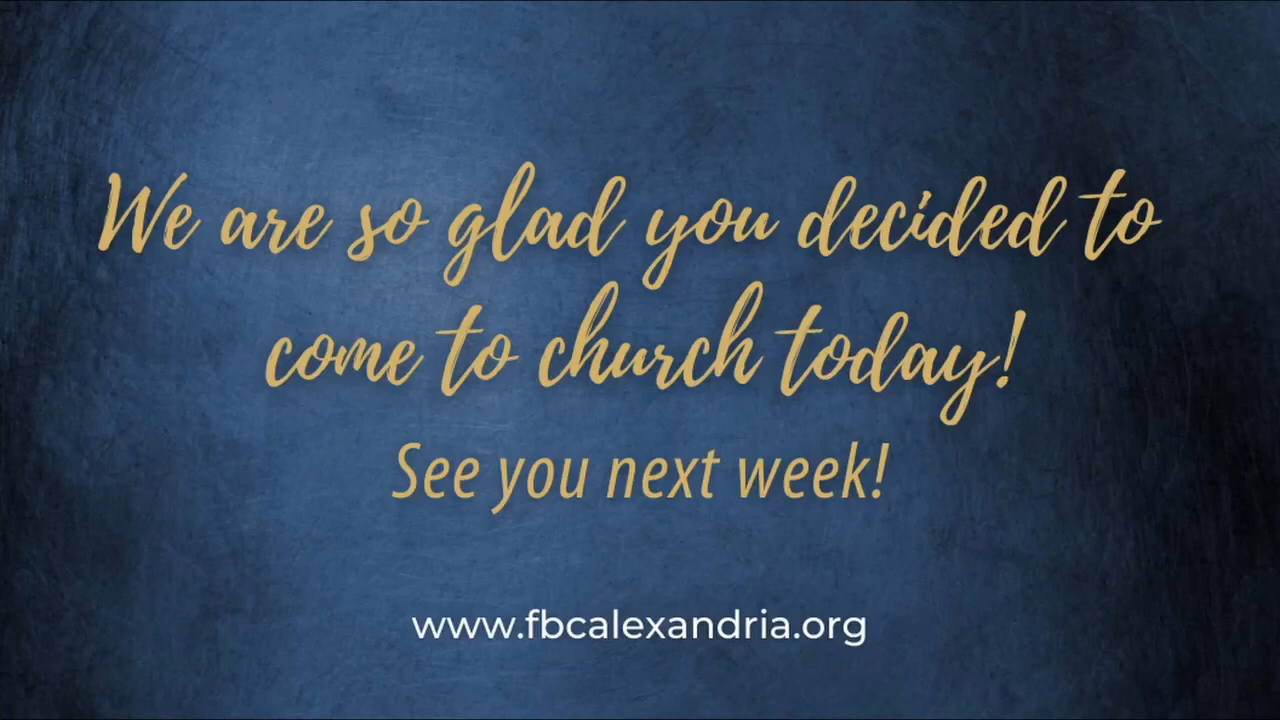 We are so glad you decided to
come to church today!
See you next week!
www.fbcalexandria.org